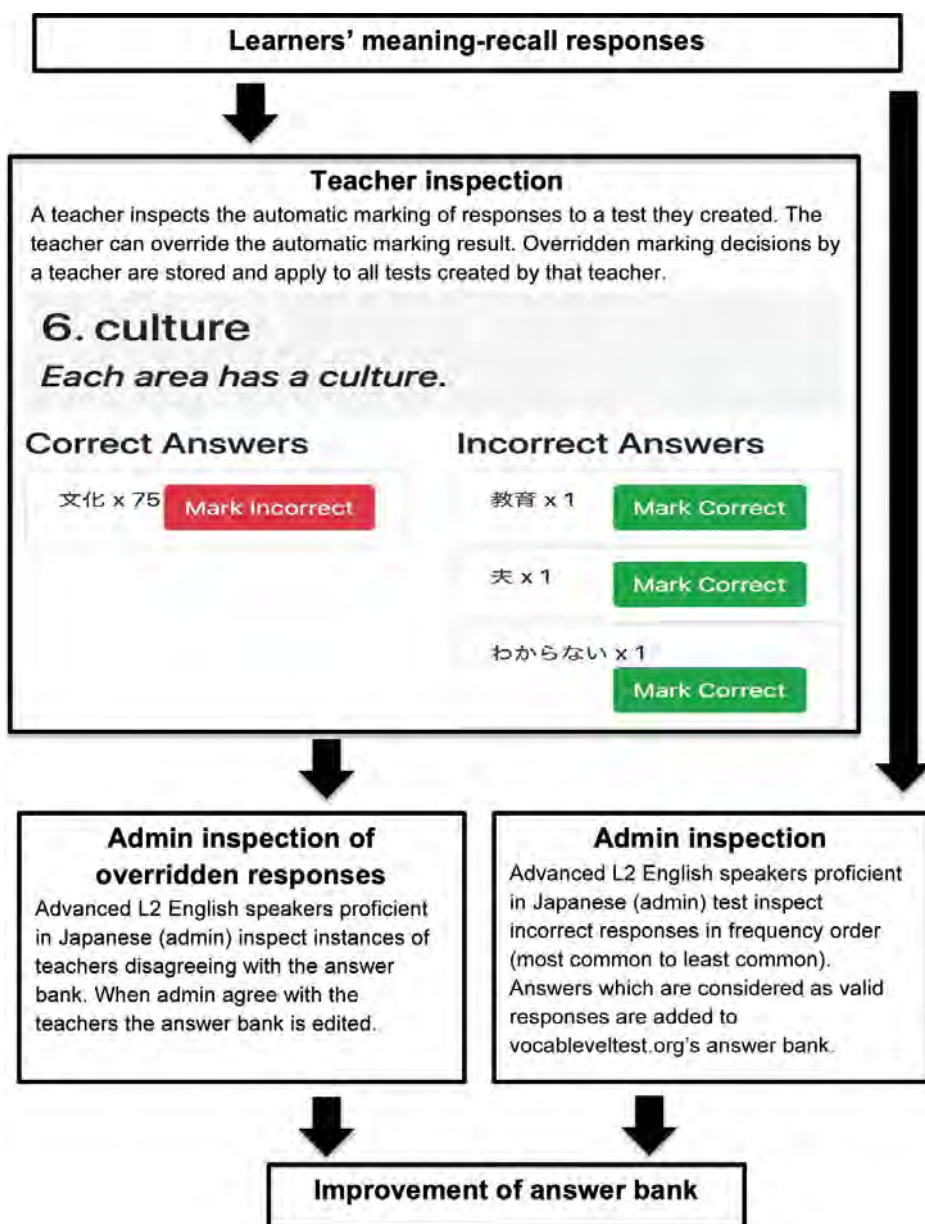 Learners’ meaning-recall responses
Teacher inspection
A teacher inspects the automatic marking of responses to a test they created. The
teacher can override the automatic marking result. Overridden marking decisions by
a teacher are stored and apply to all tests created by that teacher.
6. culture
Each area has a culture.
Correct Answers
文化 x 75 Mark Incorrect
Incorrect Answers
教育 x 1 Mark Correct
夫 x 1 Mark Correct
わからない x 1
Mark Correct
Admin inspection of
overridden responses
Advanced L2 English speakers proficient
in Japanese (admin) inspect instances of
teachers disagreeing with the answer
bank. When admin agree with the
teachers the answer bank is edited.
Admin inspection
Advanced L2 English speakers proficient
in Japanese (admin) test inspect
incorrect responses in frequency order
(most common to least common).
Answers which are considered as valid
responses are added to
vocableveltest.org’s answer bank.
Improvement of answer bank